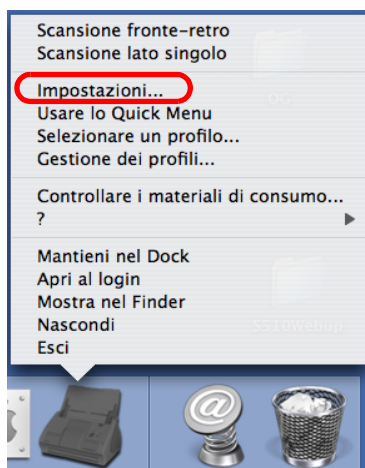 Scansione fronte-retro
Scansione lato singolo
Impostazioni...
Usare lo Quick Menu
Selezionare un profilo...
Gestione dei profili...
Controllare i materiali di consumo...
?
Mantieni nel Dock
Apri al login
Mostra nel Finder
Nascondi
Esci
S510Webup
@